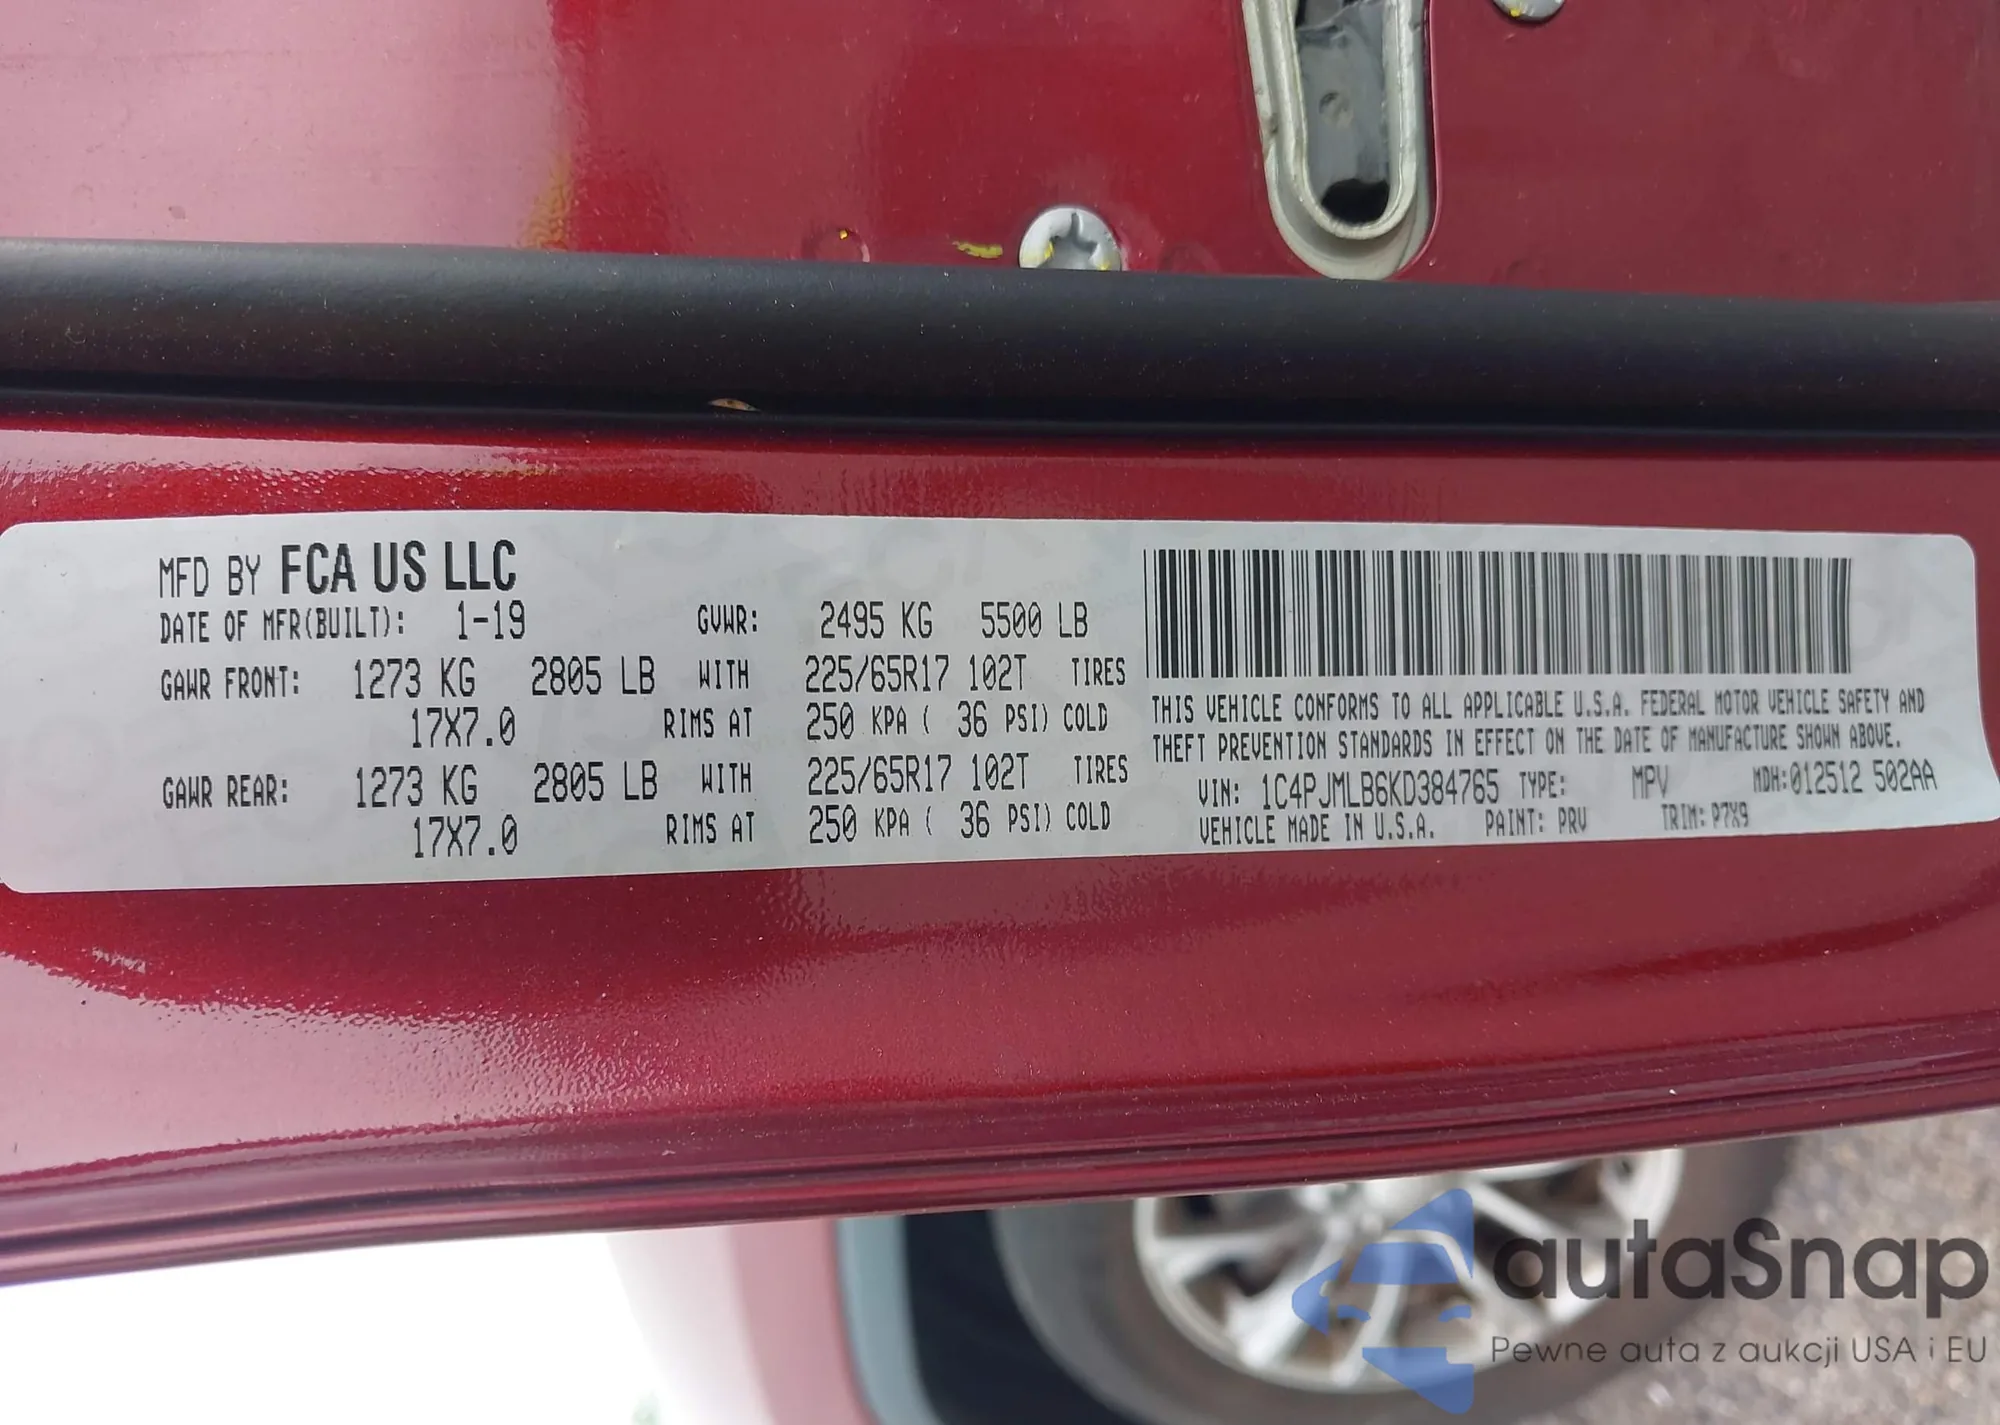 MFD BY FCA US LLC
DATE OF MFR(BUILT): 1-19 GVWR: 2495 KG 5500 LB
GAWR FRONT: 1273 KG 2805 LB WITH 225/65R17 102T TIRES
17X7.0 RIMS AT 250 KPA ( 36 PSI) COLD
GAWR REAR: 1273 KG 2805 LB WITH 225/65R17 102T TIRES
17X7.0 RIMS AT 250 KPA ( 36 PSI) COLD
THIS VEHICLE CONFORMS TO ALL APPLICABLE U.S.A. FEDERAL MOTOR VEHICLE SAFETY AND
THEFT PREVENTION STANDARDS IN EFFECT ON THE DATE OF MANUFACTURE SHOWN ABOVE.
VIN: 1C4PJMLB6KD384765 TYPE: MPV MDH:012512 502AA
VEHICLE MADE IN U.S.A. PAINT: PRV TRIM: P7X9
autaSnap
Pewne auta z aukcji USA i EU